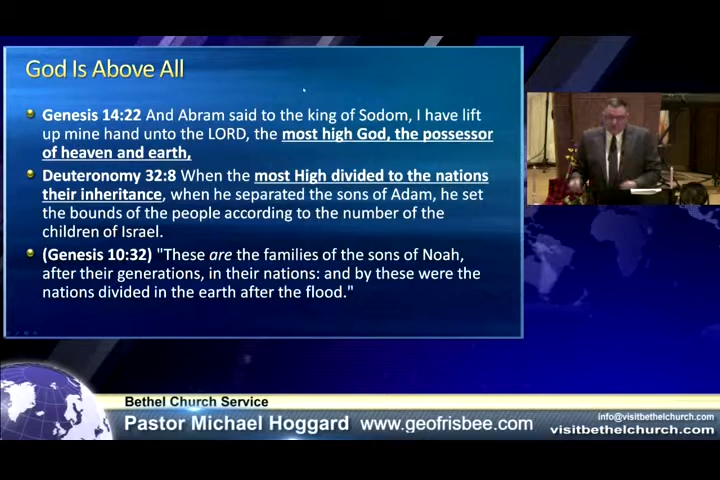 God Is Above All
Genesis 14:22 And Abram said to the king of Sodom, I have lift
up mine hand unto the LORD, the most high God, the possessor
of heaven and earth,
Deuteronomy 32:8 When the most High divided to the nations
their inheritance, when he separated the sons of Adam, he set
the bounds of the people according to the number of the
children of Israel.
(Genesis 10:32) "These are the families of the sons of Noah,
after their generations, in their nations: and by these were the
nations divided in the earth after the flood."
Bethel Church Service
Pastor Michael Hoggard www.geofrisbee.com
info@visitbethelchurch.com
visitbethelchurch.com